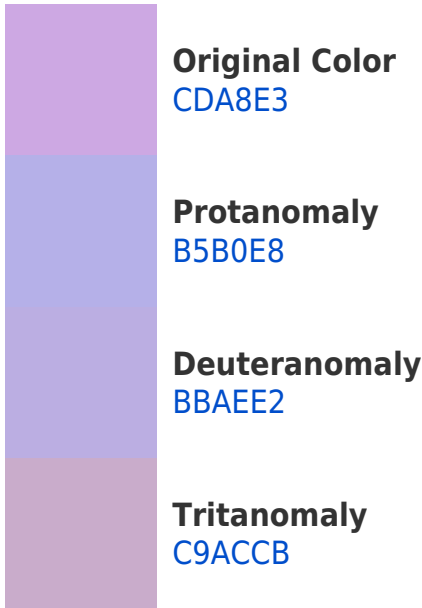 Original Color
CDA8E3
Protanomaly
B5B0E8
Deuteranomaly
BBAEE2
Tritanomaly
C9ACCB